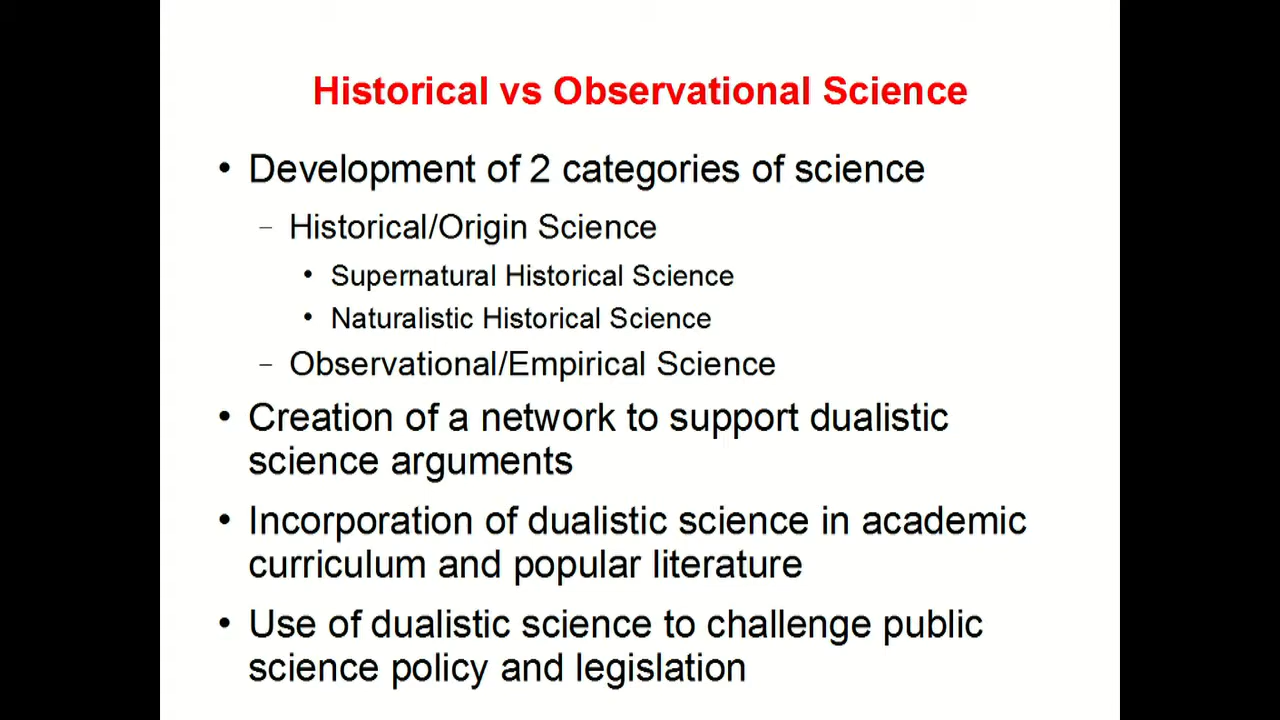 Historical vs Observational Science
• Development of 2 categories of science
– Historical/Origin Science
• Supernatural Historical Science
• Naturalistic Historical Science
– Observational/Empirical Science
• Creation of a network to support dualistic
science arguments
• Incorporation of dualistic science in academic
curriculum and popular literature
• Use of dualistic science to challenge public
science policy and legislation